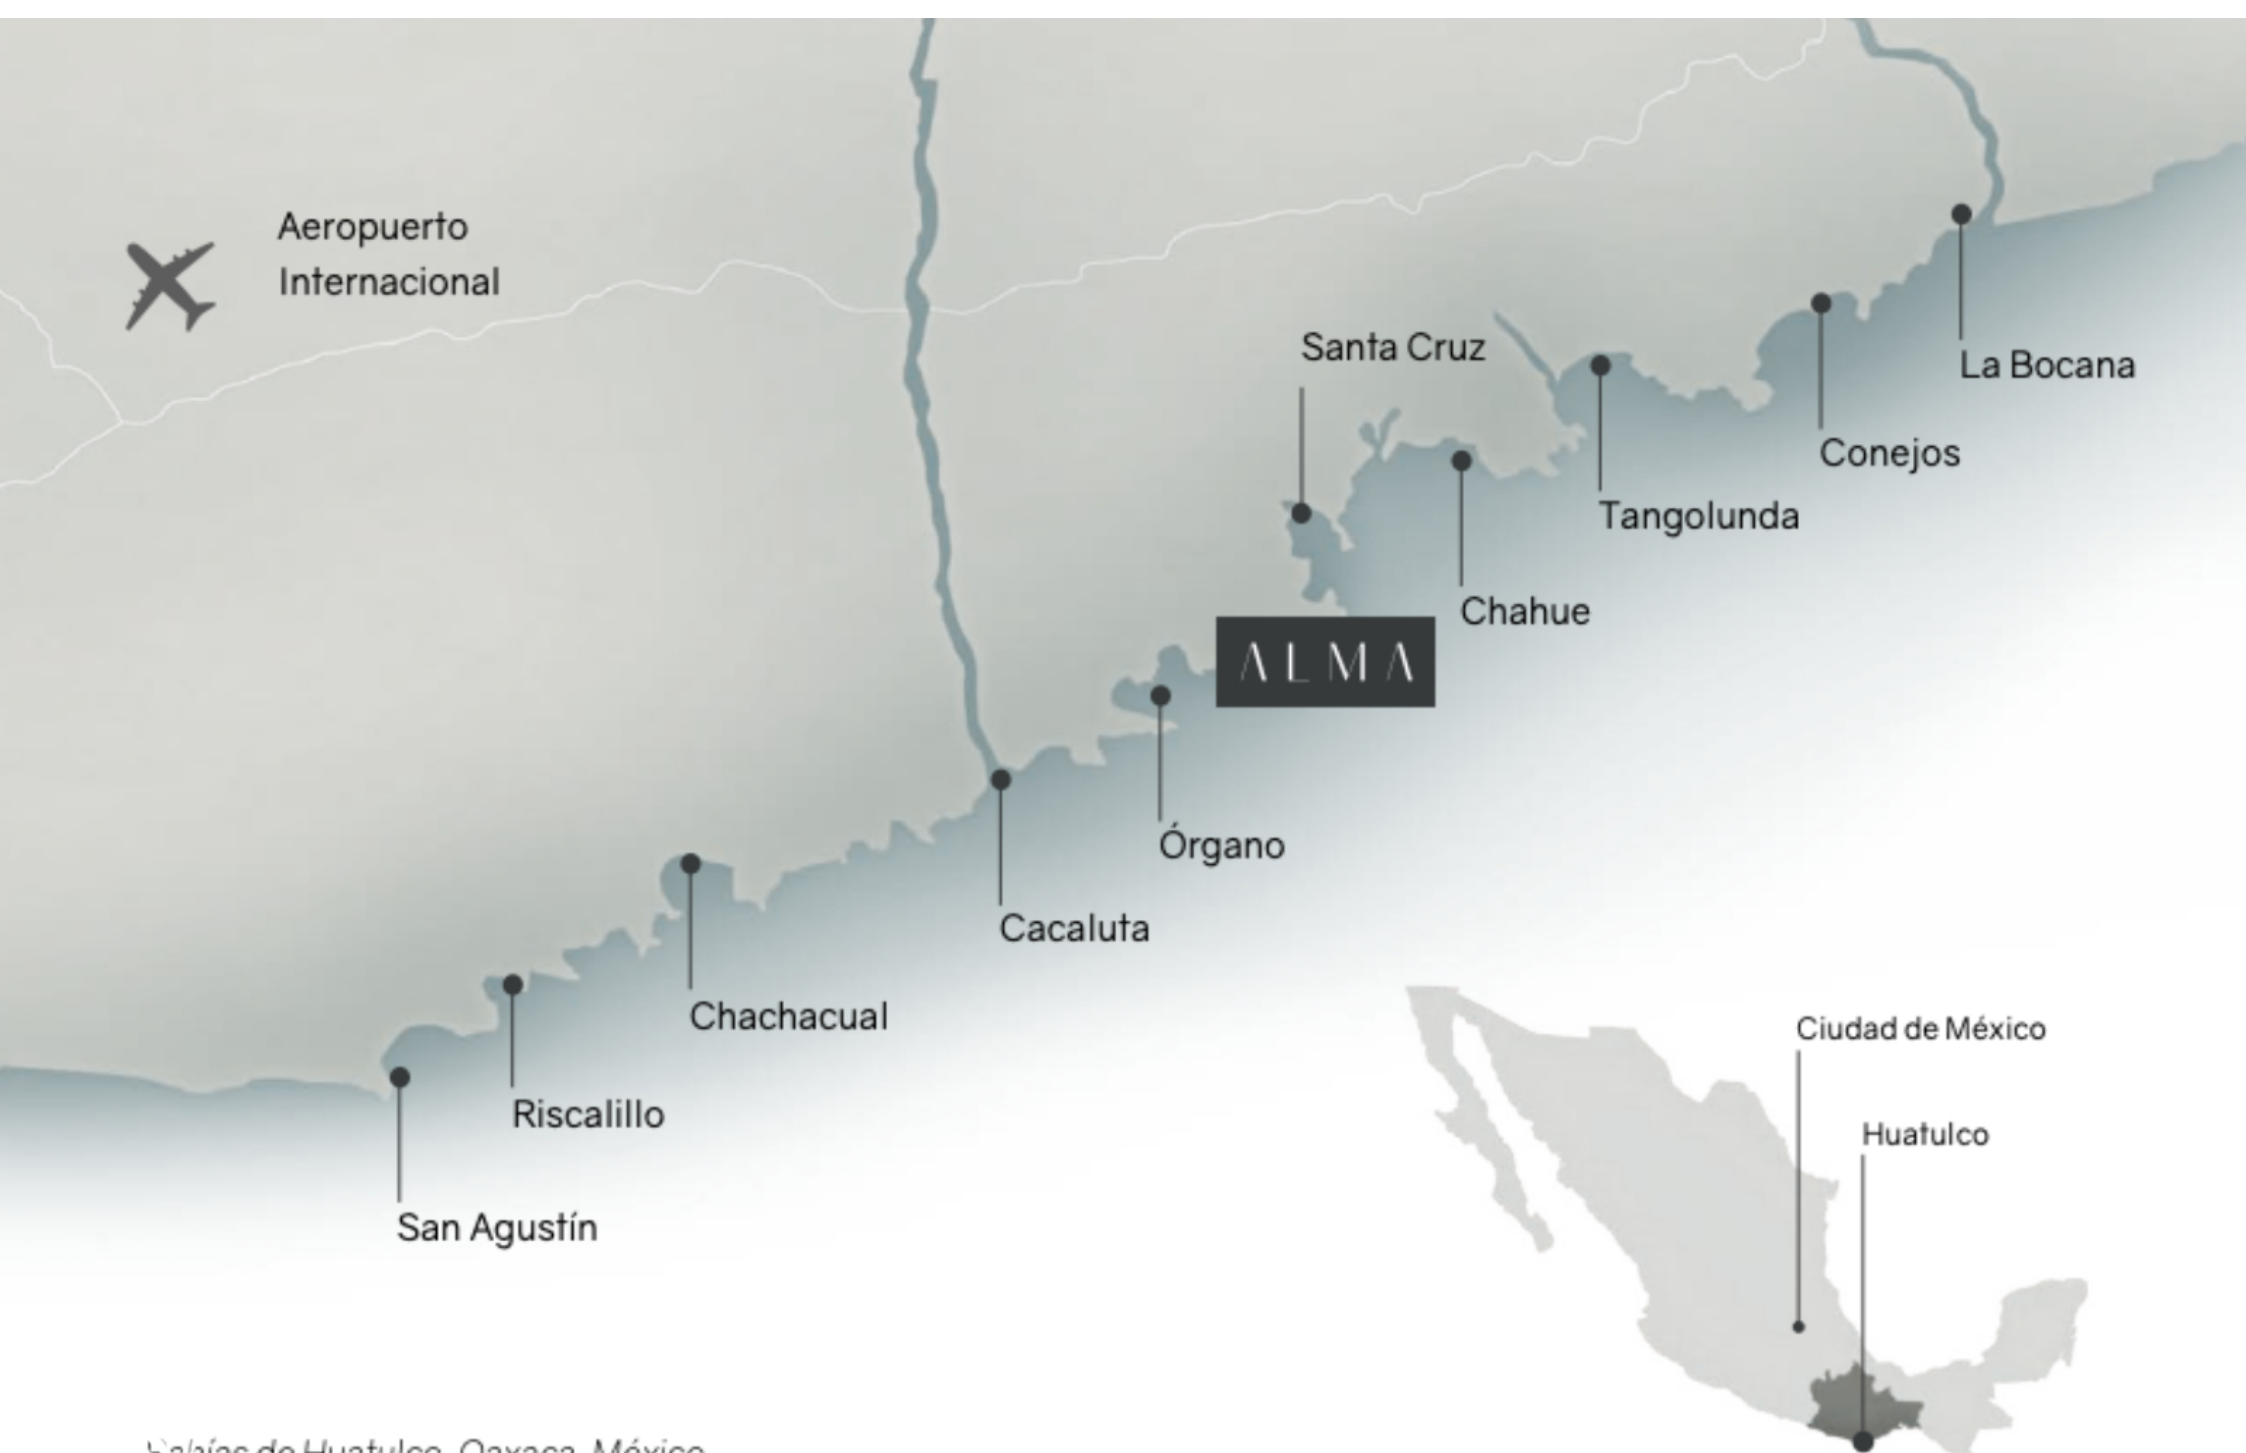 Aeropuerto
Internacional
Santa Cruz
La Bocana
Conejos
Tangolunda
Chahue
ALMA
Órgano
Cacaluta
Chachacual
Riscalillo
San Agustín
Ciudad de México
Huatulco
de Huatulco, Oaxaca, México